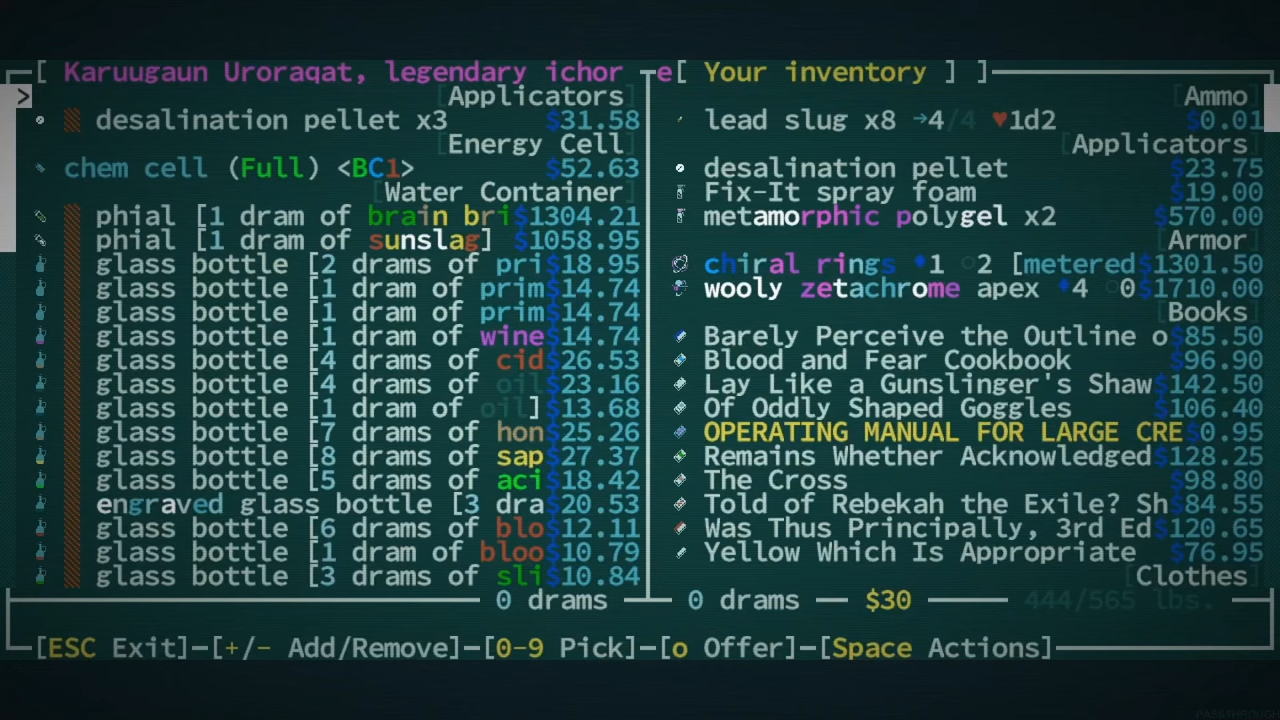 [ Karuugaun Uroraqat, legendary ichor e[ Your inventory ] ]
> [Applicators] [Ammo]
desalination pellet x3 $31.58 lead slug x8 →4/4 ♥1d2 $0.01
[Energy Cell] [Applicators]
chem cell (Full) <BC1> $52.63 desalination pellet $23.75
[Water Container] Fix-It spray foam $19.00
phial [1 dram of brain bri$1304.21 metamorphic polygel x2 $570.00
phial [1 dram of sunslag] $1058.95 [Armor]
glass bottle [2 drams of pri$18.95 chiral rings ♦1 ○2 [metered$1301.50
glass bottle [1 dram of prim$14.74 wooly zetachrome apex ♦4 ○0$1710.00
glass bottle [1 dram of prim$14.74 [Books]
glass bottle [1 dram of wine$14.74 Barely Perceive the Outline o$85.50
glass bottle [4 drams of cid$26.53 Blood and Fear Cookbook $96.90
glass bottle [4 drams of oil$23.16 Lay Like a Gunslinger's Shaw$142.50
glass bottle [1 dram of oil] $13.68 Of Oddly Shaped Goggles $106.40
glass bottle [7 drams of hon$25.26 OPERATING MANUAL FOR LARGE CRE$0.95
glass bottle [8 drams of sap$27.37 Remains Whether Acknowledged$128.25
glass bottle [5 drams of aci$18.42 The Cross $98.80
engraved glass bottle [3 dra$20.53 Told of Rebekah the Exile? Sh$84.55
glass bottle [6 drams of blo$12.11 Was Thus Principally, 3rd Ed$120.65
glass bottle [1 dram of bloo$10.79 Yellow Which Is Appropriate $76.95
glass bottle [3 drams of sli$10.84 [Clothes]
0 drams 0 drams $30 444/565 lbs.
[ESC Exit]-[+/- Add/Remove]-[0-9 Pick]-[o Offer]-[Space Actions]